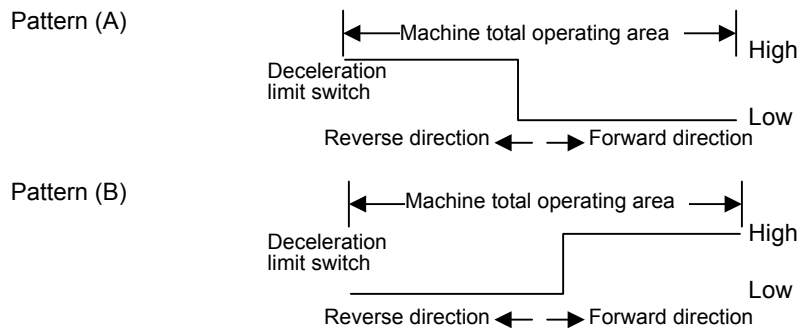 Pattern (A)
Machine total operating area
High
Deceleration
limit switch
Low
Reverse direction Forward direction
Pattern (B)
Machine total operating area
Deceleration
limit switch
High
Low
Reverse direction Forward direction